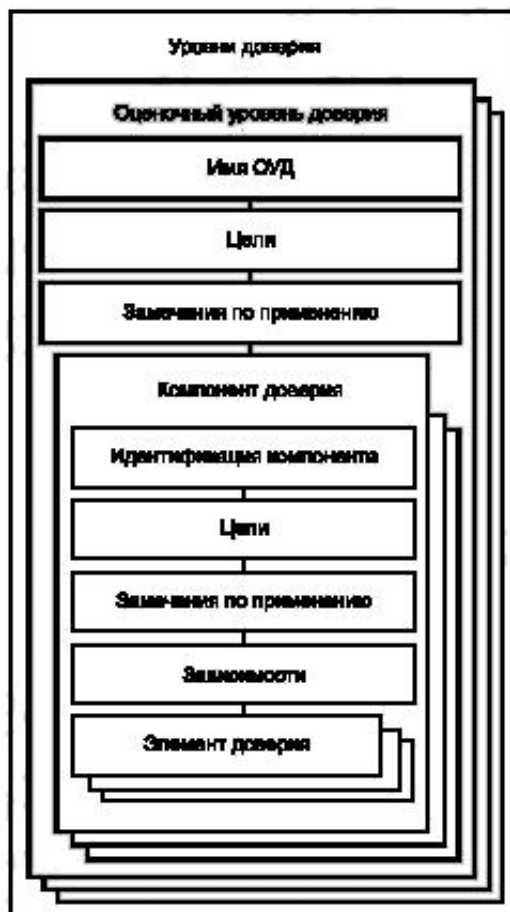 Уровни доверия
Оценочный уровень доверия
Имя ОУД
Цели
Замечания по применению
Компонент доверия
Идентификация компонента
Цели
Замечания по применению
Зависимости
Элемент доверия